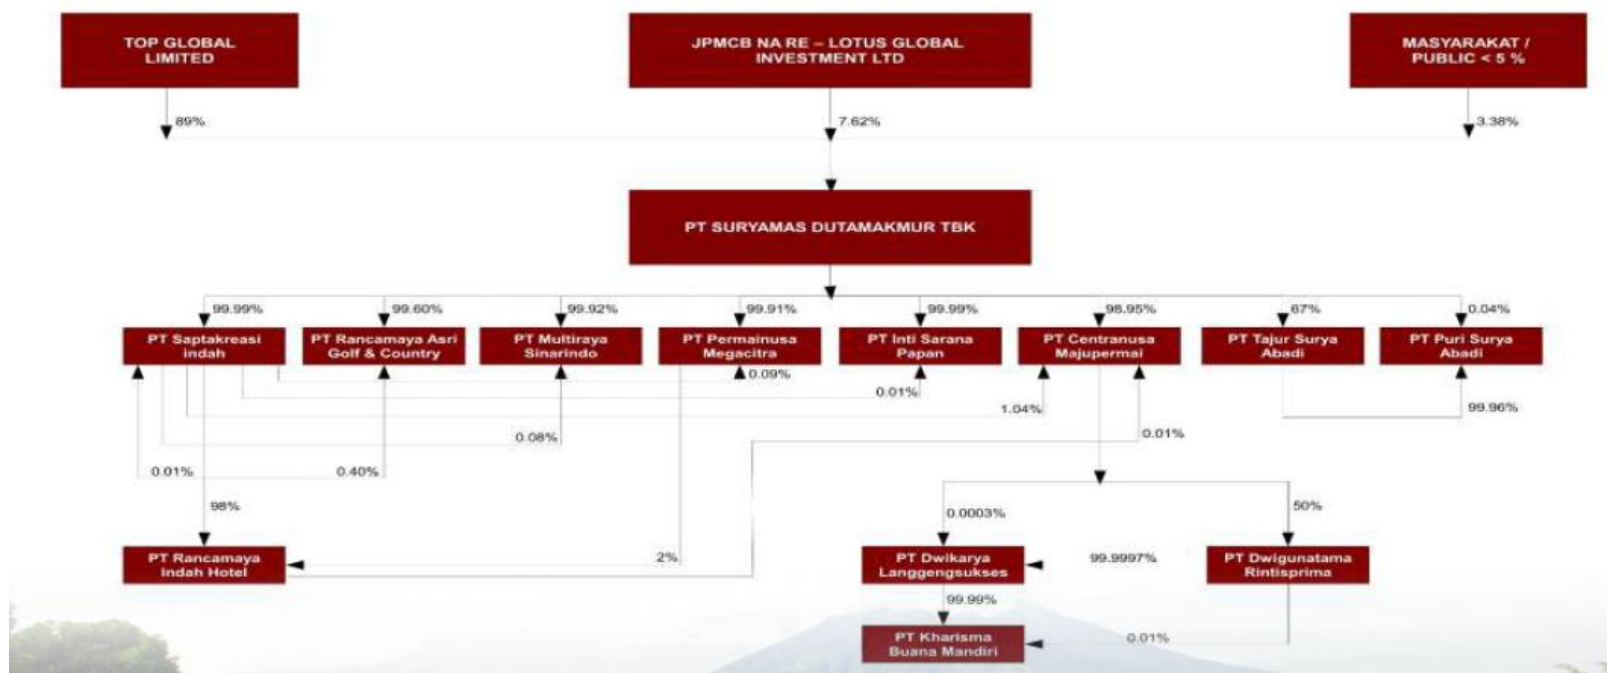 TOP GLOBAL
LIMITED
JPMCB NA RE – LOTUS GLOBAL
INVESTMENT LTD
MASYARAKAT /
PUBLIC < 5 %
89%
7.62%
3.38%
PT SURYAMAS DUTAMAKMUR TBK
99.99%
99.60%
99.92%
99.91%
99.99%
98.95%
67%
0.04%
PT Saptakreasi
indah
PT Rancamaya Asri
Golf & Country
PT Multiraya
Sinarindo
PT Permainusa
Megacitra
PT Inti Sarana
Papan
PT Centranusa
Majupermai
PT Tajur Surya
Abadi
PT Puri Surya
Abadi
0.09%
0.01%
1.04%
99.96%
0.08%
0.01%
0.01%
0.40%
98%
0.0003%
50%
PT Rancamaya
Indah Hotel
2%
PT Dwikarya
Langgengsukses
99.9997%
PT Dwigunatama
Rintisprima
99.99%
PT Kharisma
Buana Mandiri
0.01%